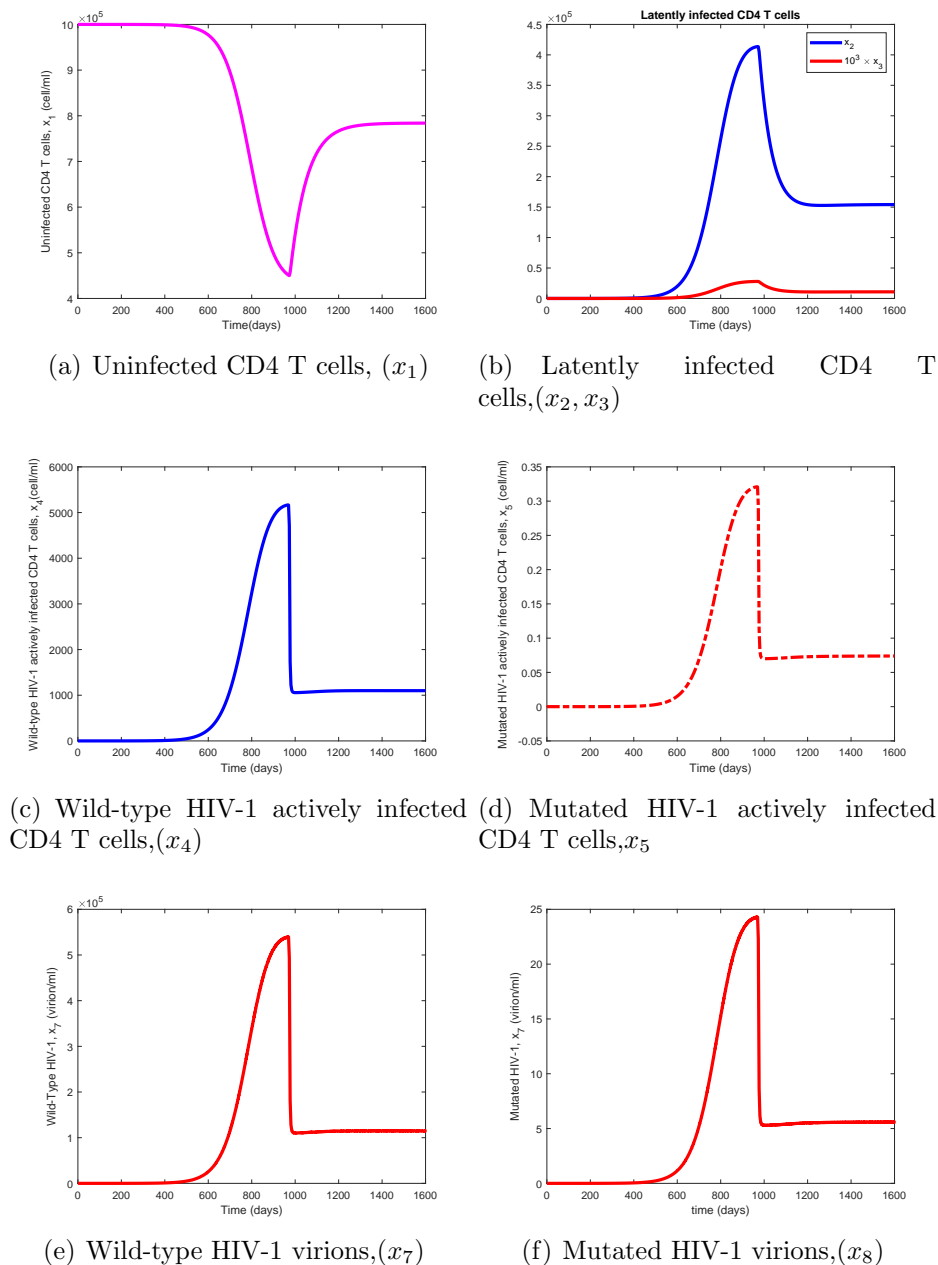 ×10⁵
10
9
8
7
6
5
4
0 200 400 600 800 1000 1200 1400 1600
Time(days)
Uninfected CD4 T cells, x₁ (cell/ml)
(a) Uninfected CD4 T cells, (x₁)
Latently infected CD4 T cells
×10⁵
x₂
10³ × x₃
4.5
4
3.5
3
2.5
2
1.5
1
0.5
0
0 200 400 600 800 1000 1200 1400 1600
Time(days)
(b) Latently infected CD4 T
cells,(x₂, x₃)
6000
5000
4000
3000
2000
1000
0
0 200 400 600 800 1000 1200 1400 1600
Time (days)
Wild-type HIV-1 actively infected CD4 T cells, x₄(cell/ml)
(c) Wild-type HIV-1 actively infected
CD4 T cells,(x₄)
0.35
0.3
0.25
0.2
0.15
0.1
0.05
0
-0.05
0 200 400 600 800 1000 1200 1400 1600
Time (days)
Mutated HIV-1 actively infected CD4 T cells, x₅ (cell/ml)
(d) Mutated HIV-1 actively infected
CD4 T cells,x₅
×10⁵
6
5
4
3
2
1
0
0 200 400 600 800 1000 1200 1400 1600
Time (days)
Wild-Type HIV-1, x₇ (virion/ml)
(e) Wild-type HIV-1 virions,(x₇)
25
20
15
10
5
0
0 200 400 600 800 1000 1200 1400 1600
time (days)
Mutated HIV-1, x₇ (virion/ml)
(f) Mutated HIV-1 virions,(x₈)